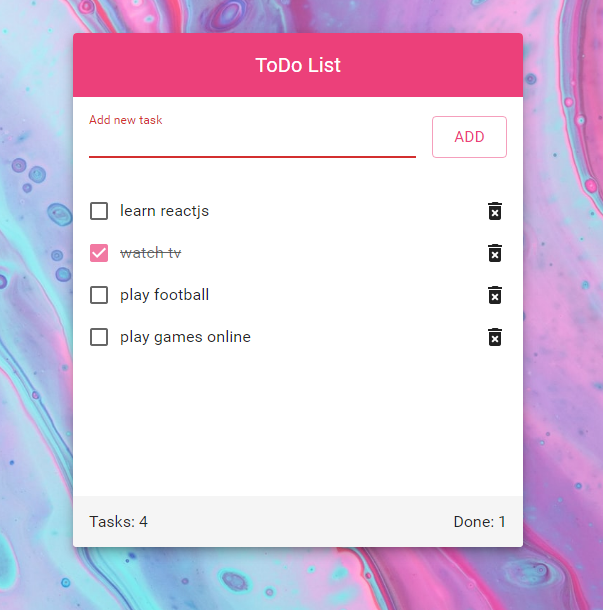 ToDo List
Add new task
ADD
learn reactjs
watch tv
play football
play games online
Tasks: 4
Done: 1